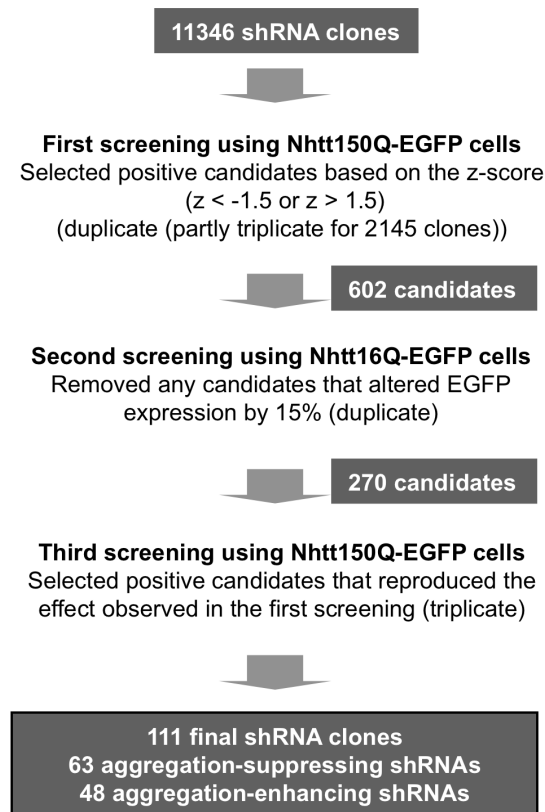 11346 shRNA clones
First screening using Nhtt150Q-EGFP cells
Selected positive candidates based on the z-score
(z < -1.5 or z > 1.5)
(duplicate (partly triplicate for 2145 clones))
602 candidates
Second screening using Nhtt16Q-EGFP cells
Removed any candidates that altered EGFP
expression by 15% (duplicate)
270 candidates
Third screening using Nhtt150Q-EGFP cells
Selected positive candidates that reproduced the
effect observed in the first screening (triplicate)
111 final shRNA clones
63 aggregation-suppressing shRNAs
48 aggregation-enhancing shRNAs